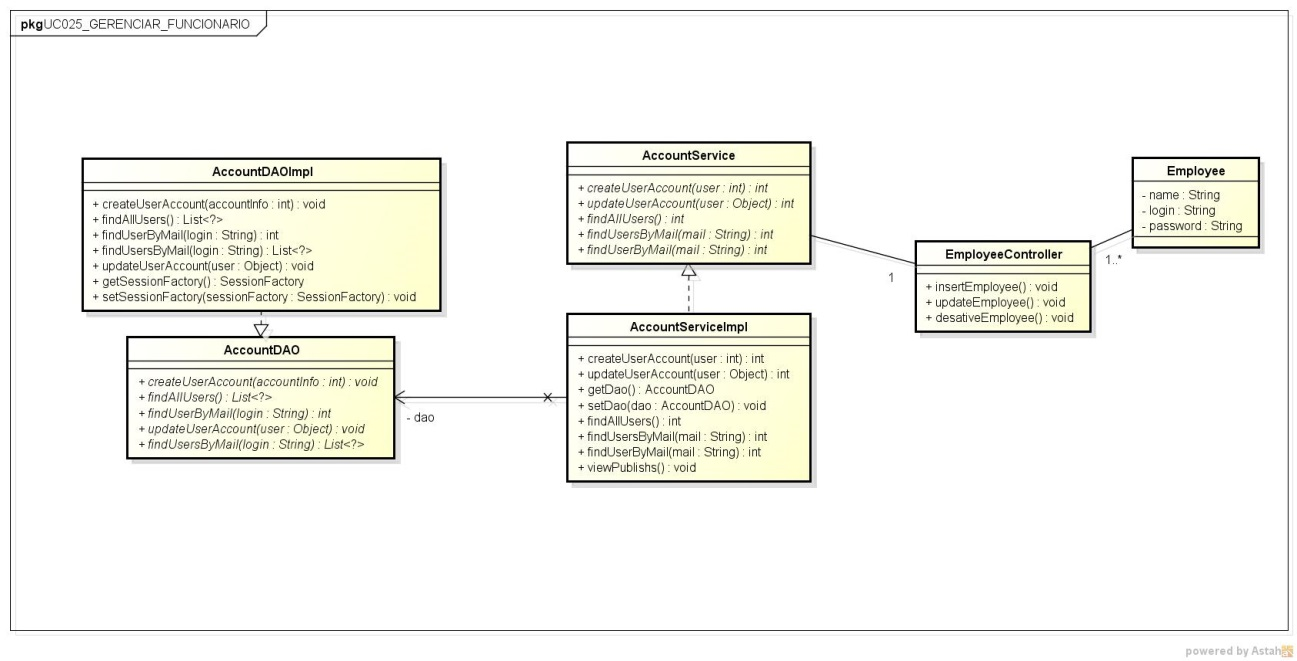 pkg UC025_GERENCIAR_FUNCIONARIO
AccountDAOImpl
+ createUserAccount(accountInfo : int) : void
+ findAllUsers() : List<?>
+ findUserByMail(login : String) : int
+ findUsersByMail(login : String) : List<?>
+ updateUserAccount(user : Object) : void
+ getSessionFactory() : SessionFactory
+ setSessionFactory(sessionFactory : SessionFactory) : void
AccountDAO
+ createUserAccount(accountInfo : int) : void
+ findAllUsers() : List<?>
+ findUserByMail(login : String) : int
+ updateUserAccount(user : Object) : void
+ findUsersByMail(login : String) : List<?>
- dao
AccountService
+ createUserAccount(user : int) : int
+ updateUserAccount(user : Object) : int
+ findAllUsers() : int
+ findUsersByMail(mail : String) : int
+ findUserByMail(mail : String) : int
AccountServiceImpl
+ createUserAccount(user : int) : int
+ updateUserAccount(user : Object) : int
+ getDao() : AccountDAO
+ setDao(dao : AccountDAO) : void
+ findAllUsers() : int
+ findUsersByMail(mail : String) : int
+ findUserByMail(mail : String) : int
+ viewPublishs() : void
1
EmployeeController
+ insertEmployee() : void
+ updateEmployee() : void
+ desativeEmployee() : void
1..*
Employee
- name : String
- login : String
- password : String
powered by Astah